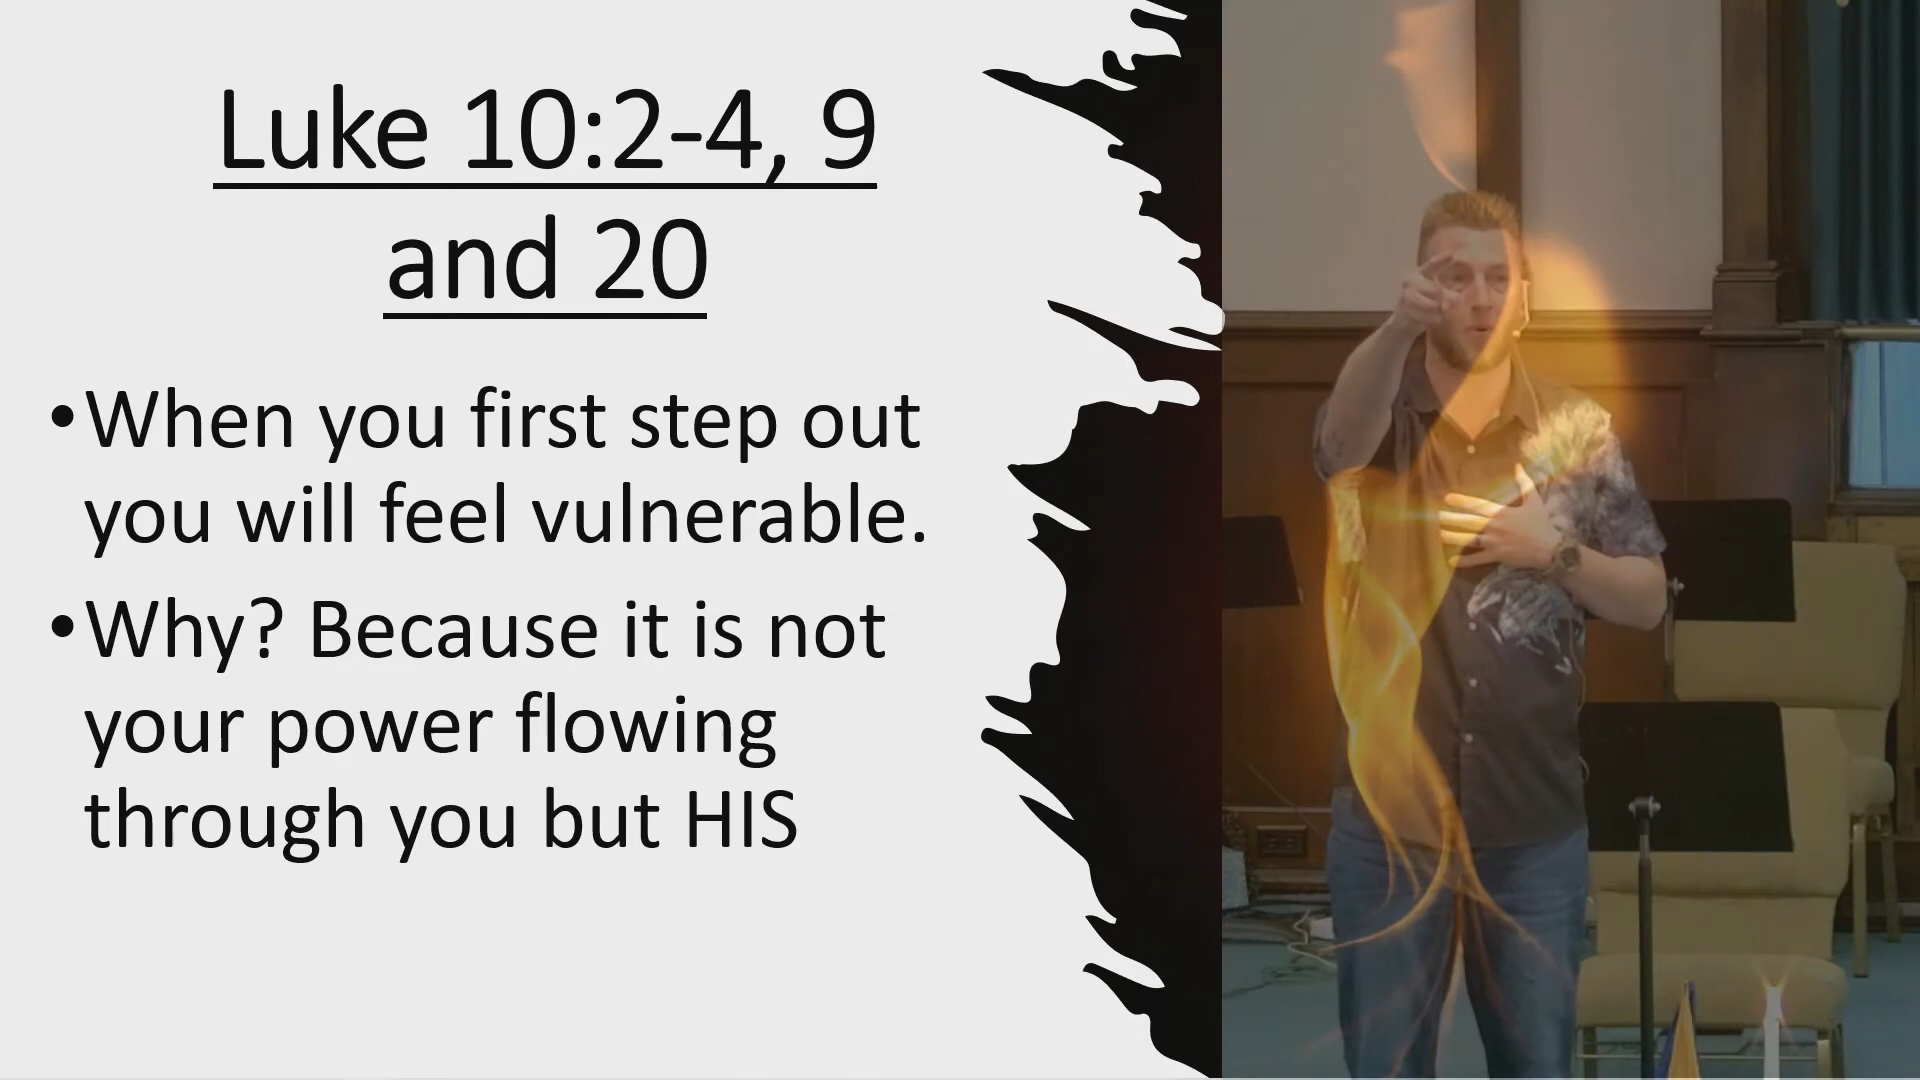 Luke 10:2-4, 9
and 20
•When you first step out
you will feel vulnerable.
•Why? Because it is not
your power flowing
through you but HIS